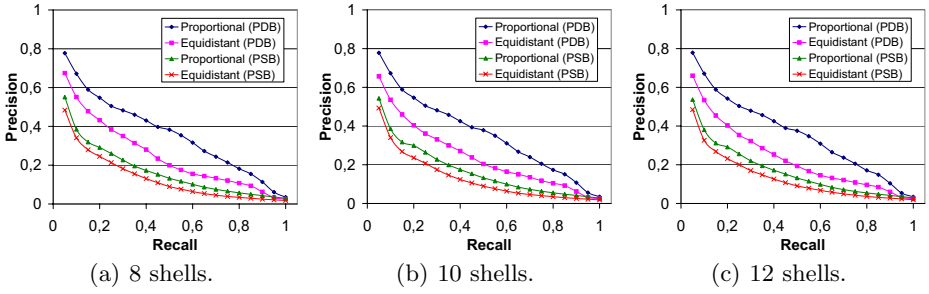 1
0,8
0,6
0,4
0,2
0
0 0,2 0,4 0,6 0,8 1
Precision
Recall
Proportional (PDB)
Equidistant (PDB)
Proportional (PSB)
Equidistant (PSB)
(a) 8 shells.
1
0,8
0,6
0,4
0,2
0
0 0,2 0,4 0,6 0,8 1
Precision
Recall
Proportional (PDB)
Equidistant (PDB)
Proportional (PSB)
Equidistant (PSB)
(b) 10 shells.
1
0,8
0,6
0,4
0,2
0
0 0,2 0,4 0,6 0,8 1
Precision
Recall
Proportional (PDB)
Equidistant (PDB)
Proportional (PSB)
Equidistant (PSB)
(c) 12 shells.